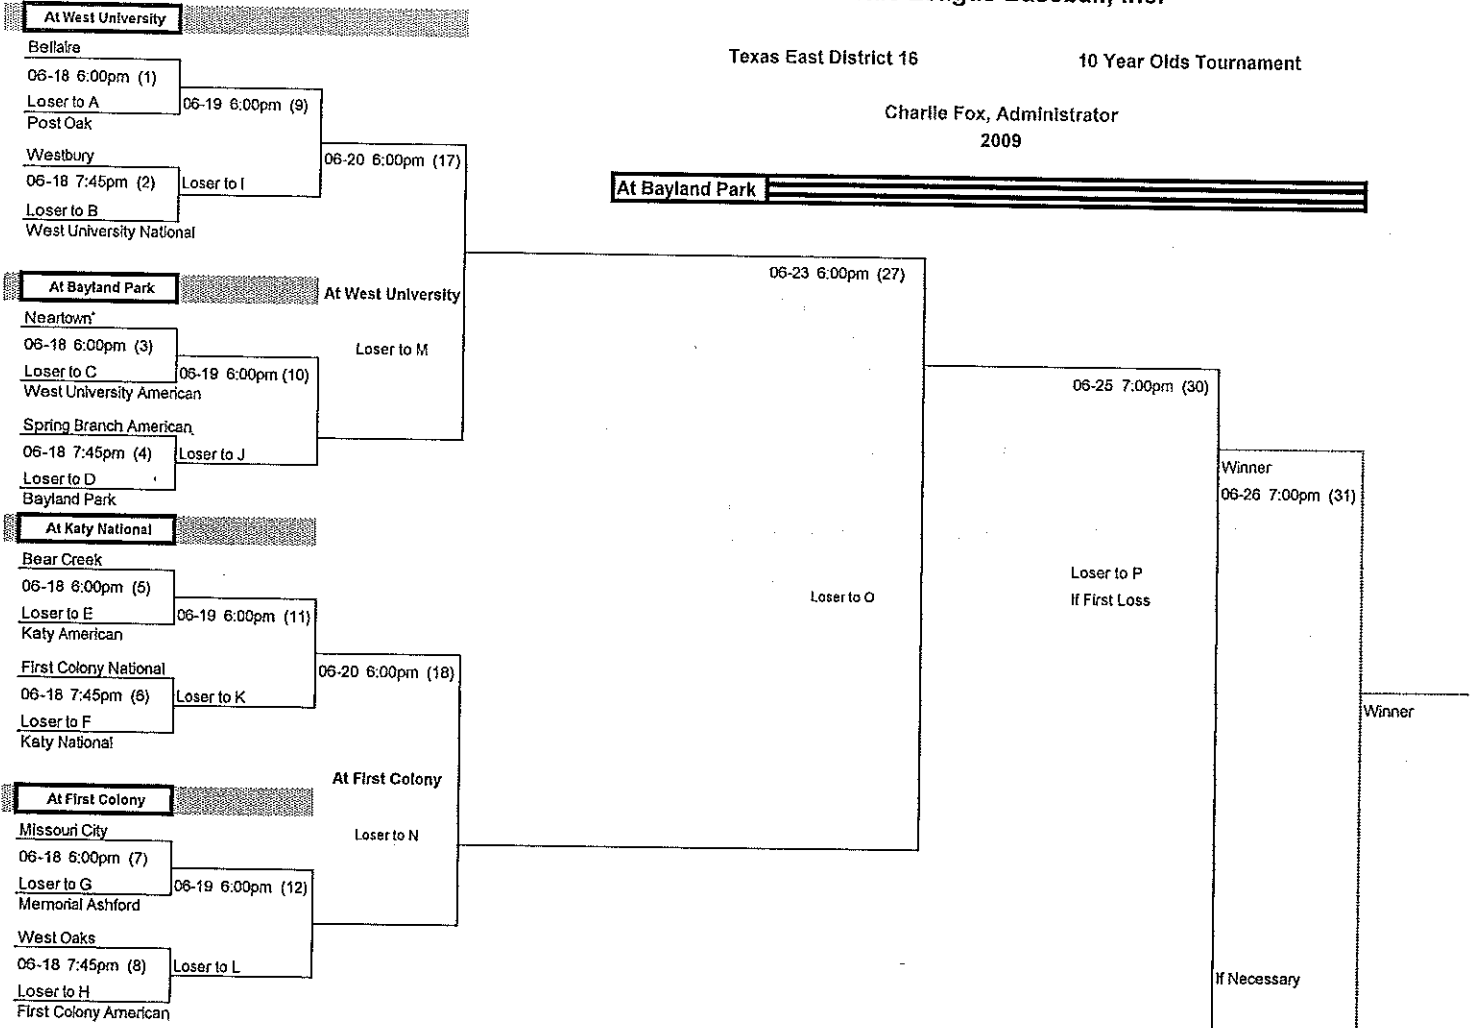 Baseball, Inc.
Texas East District 16
10 Year Olds Tournament
Charlie Fox, Administrator
2009
At Bayland Park
At West University
Bellaire
06-18 6:00pm (1)
Loser to A
Post Oak
06-19 6:00pm (9)
Westbury
06-18 7:45pm (2)
Loser to I
Loser to B
West University National
06-20 6:00pm (17)
At West University
Loser to M
At Bayland Park
Neartown*
06-18 6:00pm (3)
Loser to C
West University American
06-19 6:00pm (10)
Spring Branch American
06-18 7:45pm (4)
Loser to J
Loser to D
Bayland Park
At Katy National
Bear Creek
06-18 6:00pm (5)
Loser to E
Katy American
06-19 6:00pm (11)
First Colony National
06-18 7:45pm (6)
Loser to K
Loser to F
Katy National
06-20 6:00pm (18)
At First Colony
Loser to N
At First Colony
Missouri City
06-18 6:00pm (7)
Loser to G
Memorial Ashford
06-19 6:00pm (12)
West Oaks
06-18 7:45pm (8)
Loser to L
Loser to H
First Colony American
06-23 6:00pm (27)
Loser to O
06-25 7:00pm (30)
Loser to P
If First Loss
Winner
06-26 7:00pm (31)
If Necessary
Winner